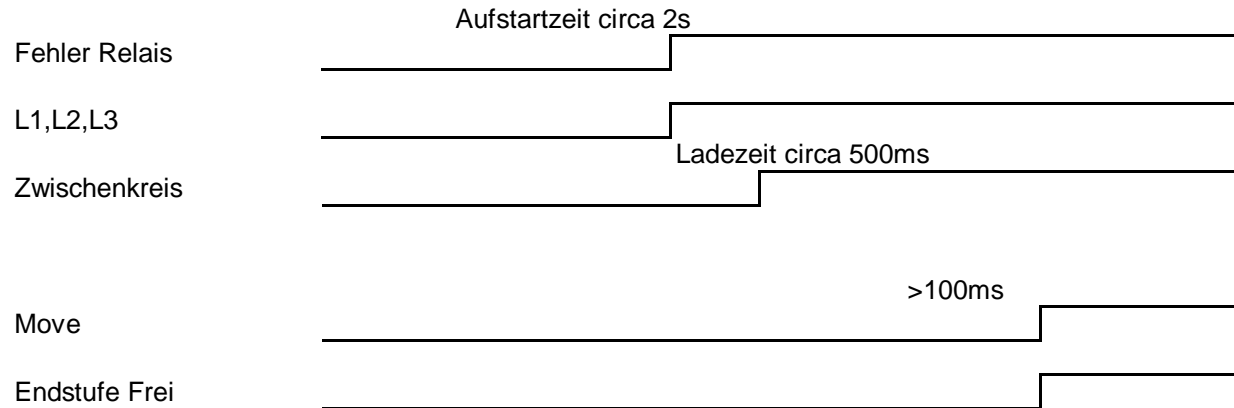 Aufstartzeit circa 2s
Fehler Relais
L1,L2,L3
Ladezeit circa 500ms
Zwischenkreis
>100ms
Move
Endstufe Frei